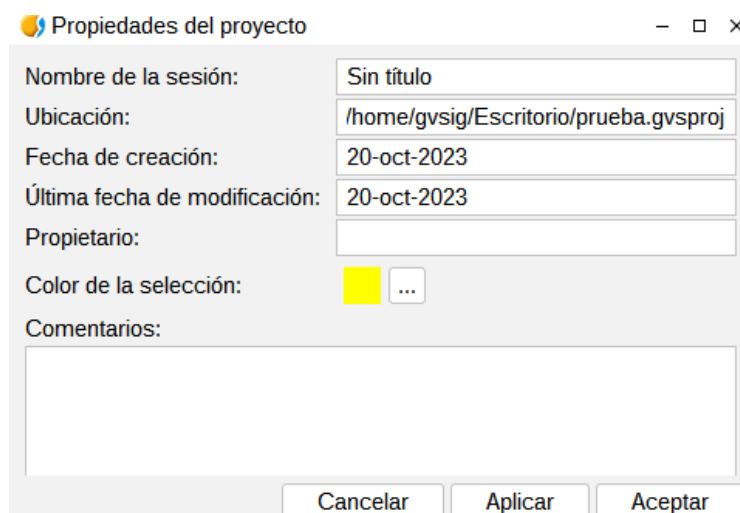 Propiedades del proyecto
Nombre de la sesión: Sin título
Ubicación: /home/gvsig/Escritorio/prueba.gvsproj
Fecha de creación: 20-oct-2023
Última fecha de modificación: 20-oct-2023
Propietario:
Color de la selección: ...
Comentarios:
Cancelar Aplicar Aceptar